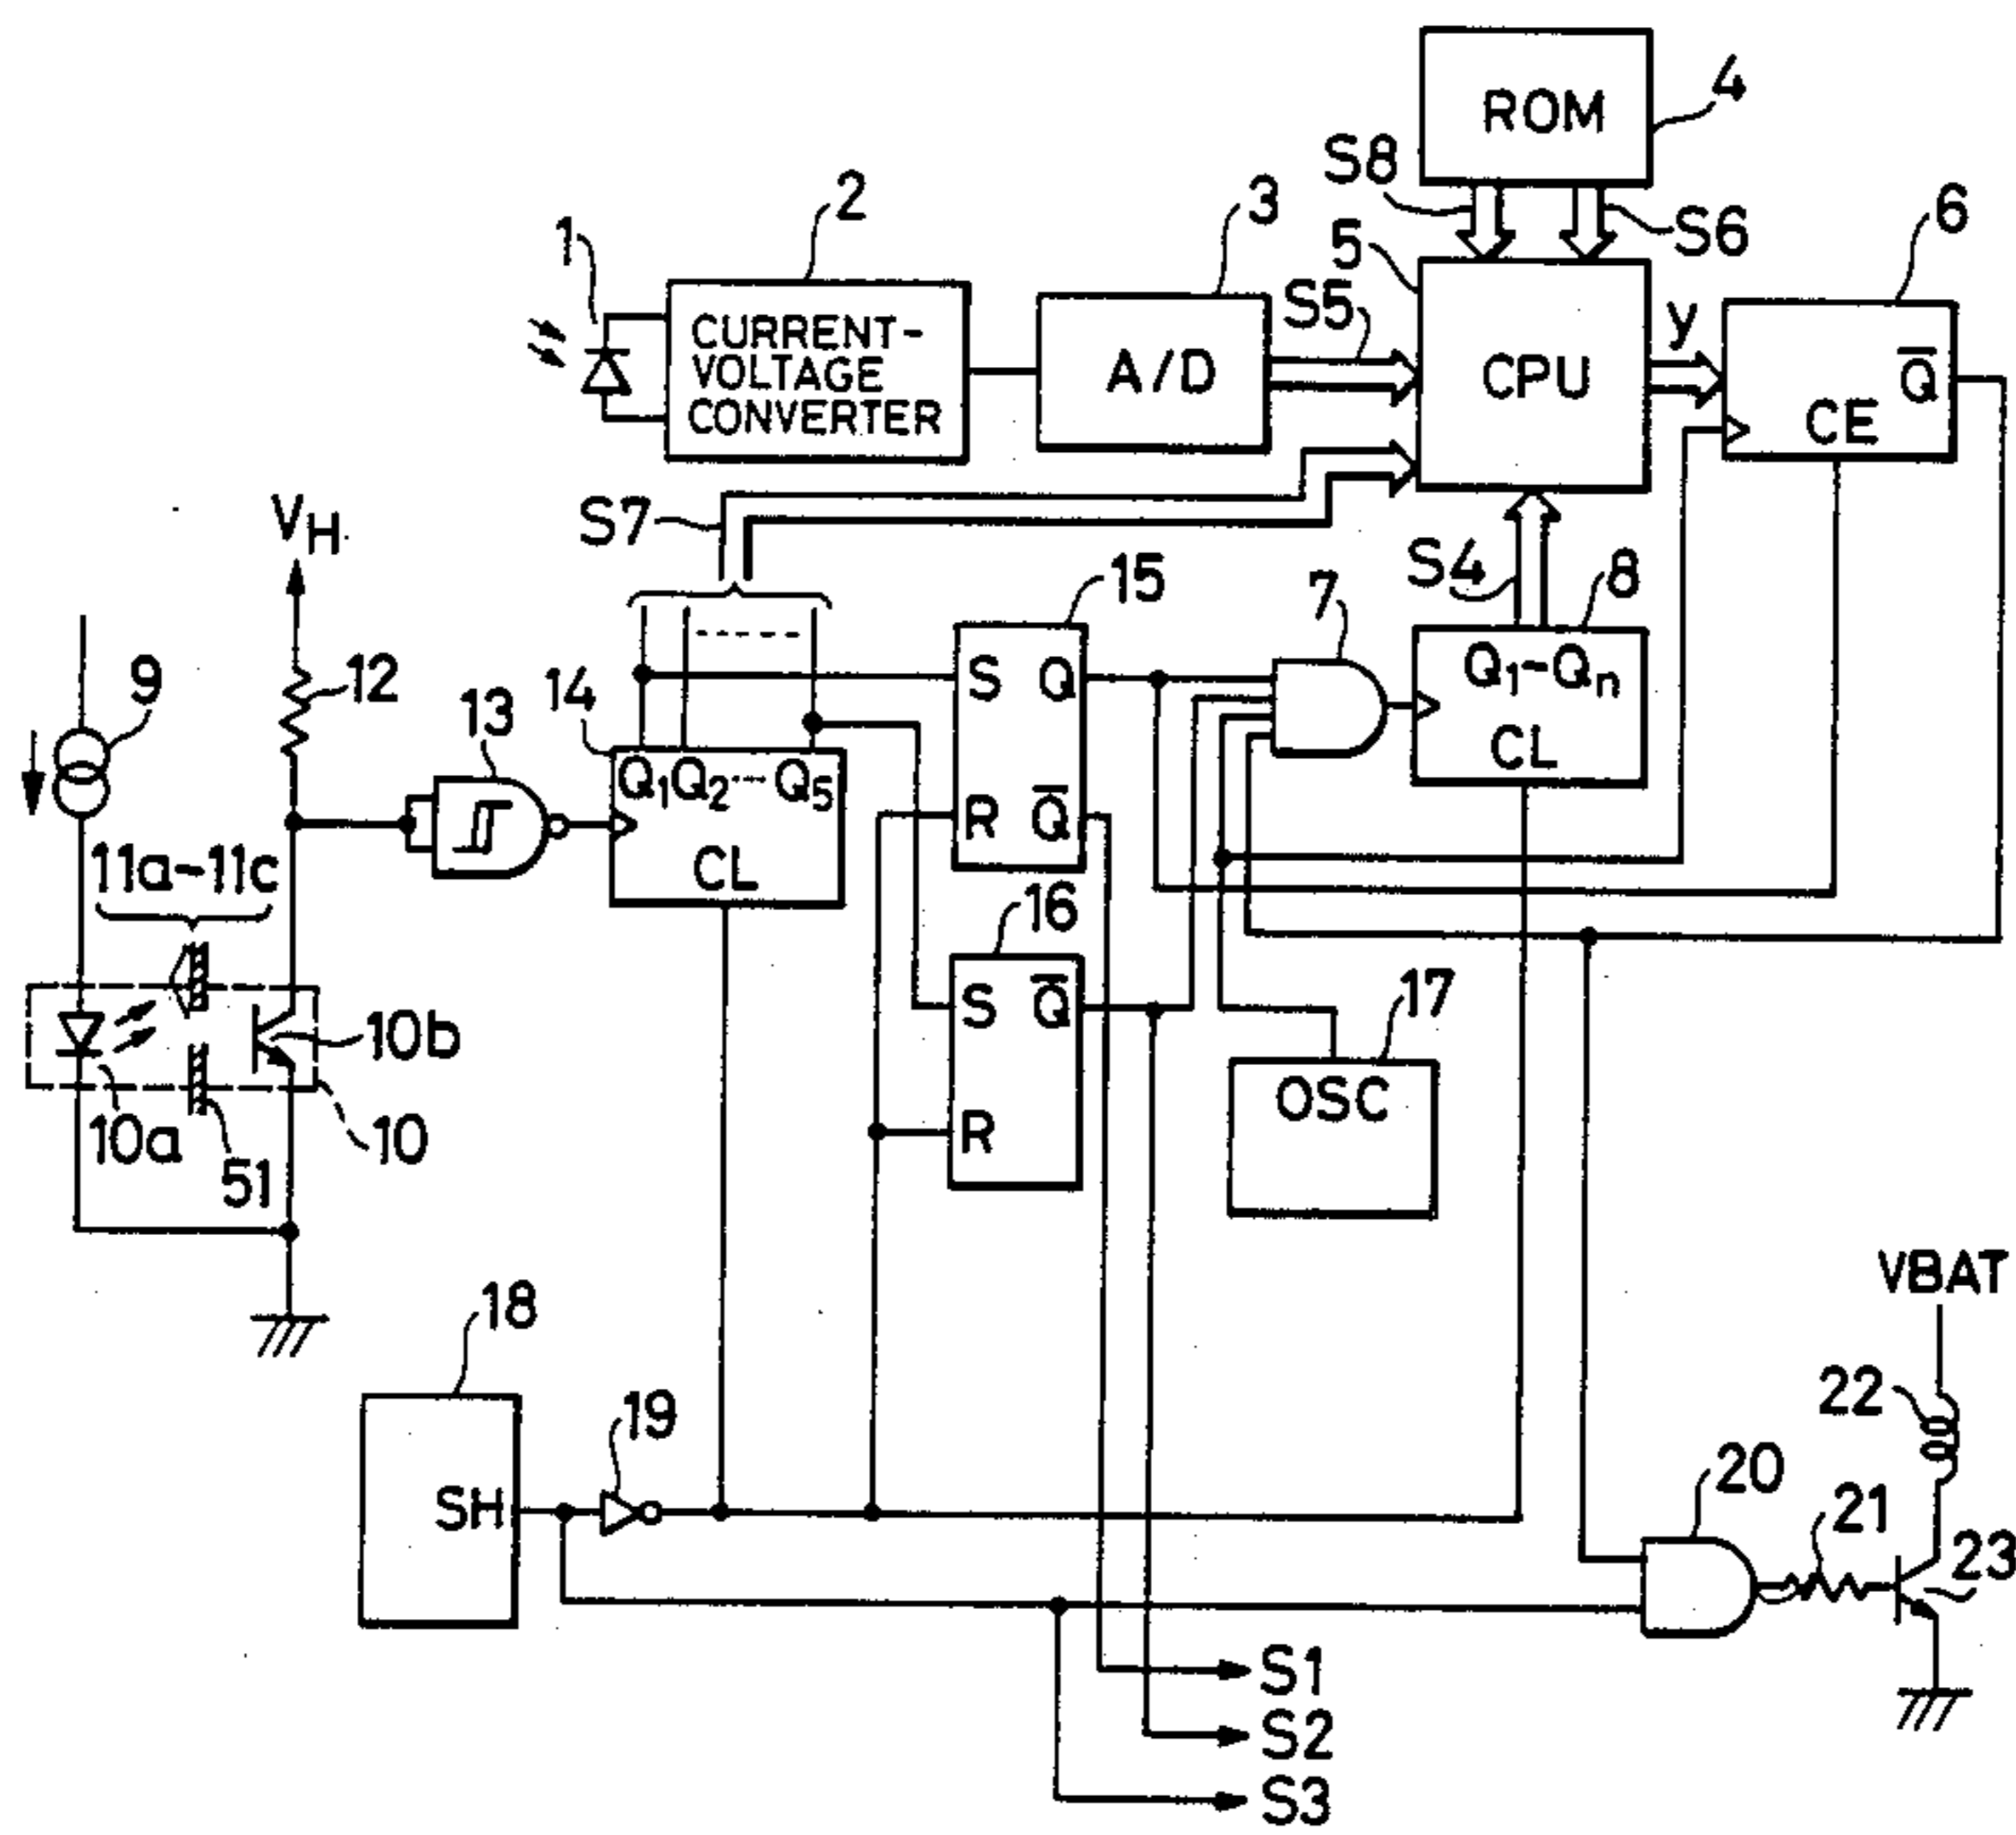 ROM
4
S8
S6
2
3
5
6
1
S5
y
CURRENT-
VOLTAGE
CONVERTER
A/D
CPU
Q̅
CE
VH
S7
15
7
S4
8
9
12
13
14
S
Q
Q1-Qn
CL
Q1 Q2 --- Q5
R
Q̅
CL
11a-11c
16
17
10b
S
Q̅
OSC
10a
51
10
R
VBAT
18
19
22
20
21
23
SH
S1
S2
S3